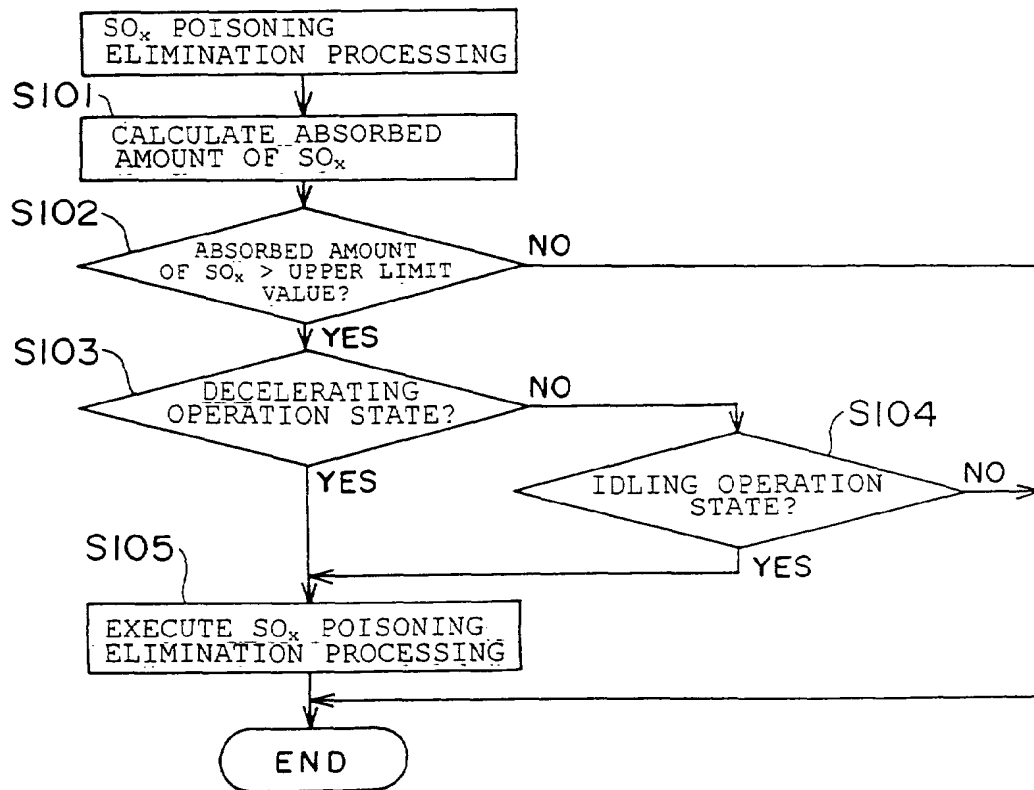 SOx POISONING
ELIMINATION PROCESSING
S101
CALCULATE ABSORBED
AMOUNT OF SOx
S102
ABSORBED AMOUNT
OF SOx > UPPER LIMIT
VALUE?
NO
YES
S103
DECELERATING
OPERATION STATE?
NO
YES
S104
IDLING OPERATION
STATE?
NO
YES
S105
EXECUTE SOx POISONING
ELIMINATION PROCESSING
END